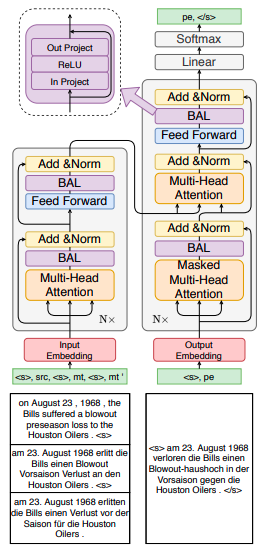 Out Project
ReLU
In Project
pe, </s>
Softmax
Linear
Add &Norm
BAL
Feed Forward
Add &Norm
BAL
Multi-Head
Attention
N×
Input
Embedding
<s>, src, <s>, mt, <s>, mt '
Add &Norm
BAL
Feed Forward
Add &Norm
Multi-Head
Attention
Add &Norm
BAL
Masked
Multi-Head
Attention
N×
Output
Embedding
<s>, pe
on August 23 , 1968 , the
Bills suffered a blowout
preseason loss to the
Houston Oilers . <s>
am 23. August 1968 erlitt die
Bills einen Blowout
Vorsaison Verlust an den
Houston Oilers . <s>
am 23. August 1968 erlitten
die Bills einen Verlust vor der
Saison für die Houston
Oilers .
<s> am 23. August 1968
verloren die Bills einen
Blowout-haushoch in der
Vorsaison gegen die
Houston Oilers . </s>